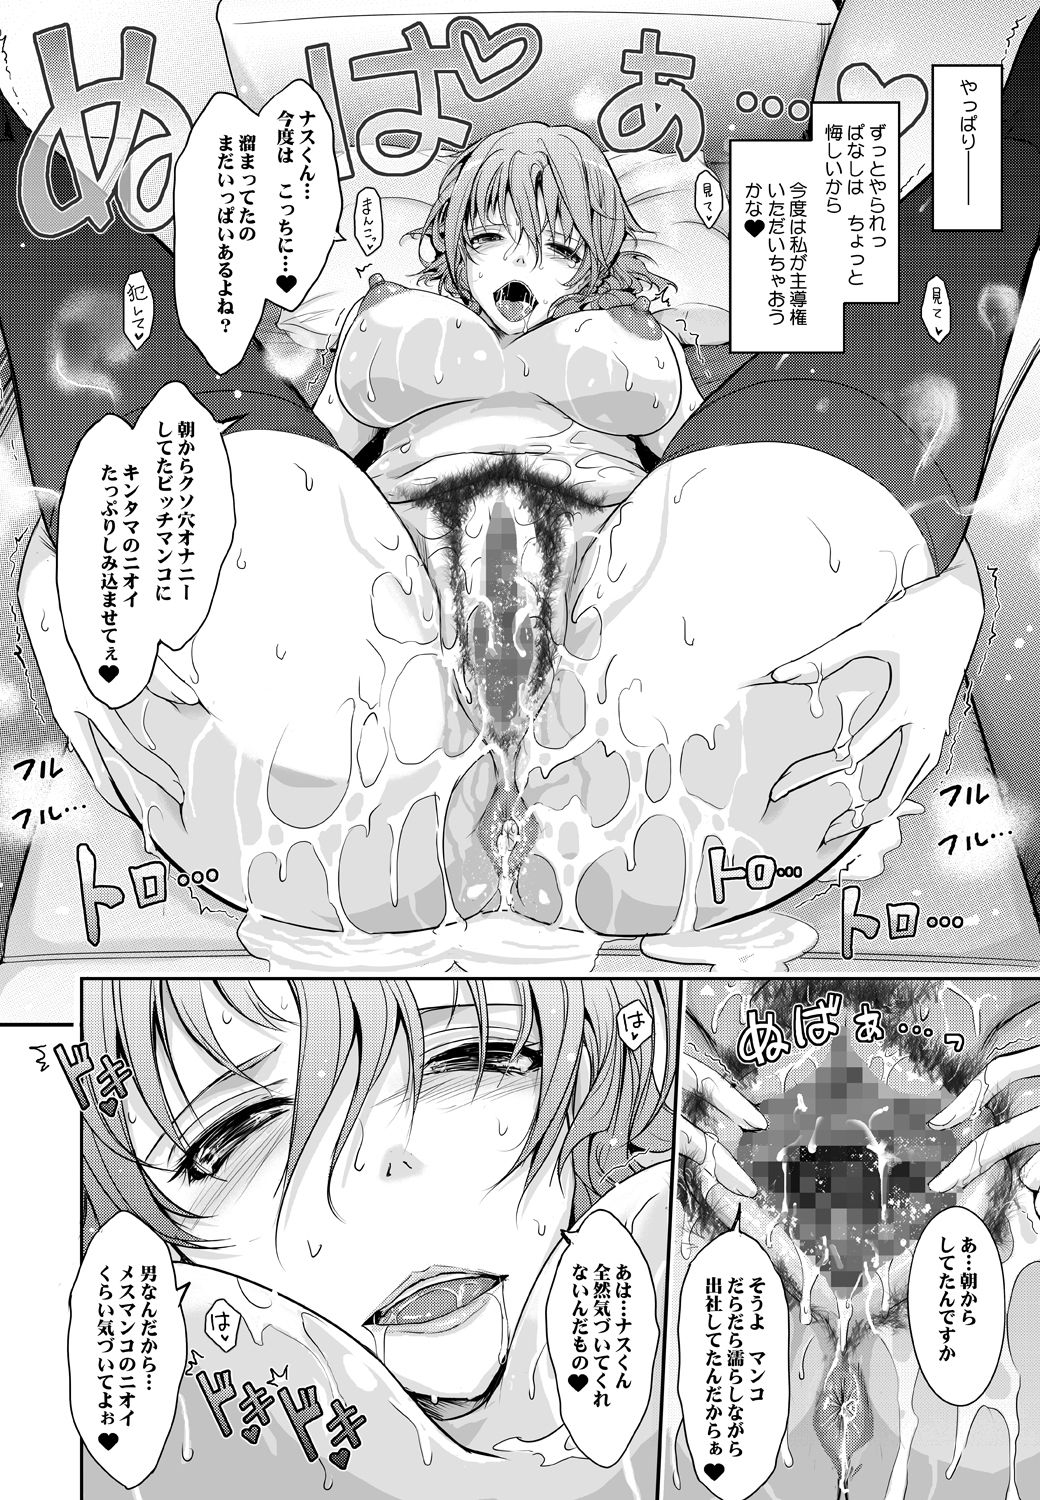 やっぱり――
ずっとやられっ
ぱなしは ちょっと
悔しいから
今度は私が主導権
いただいちゃおう
かな♥
ぬぱぁ…♡
見て♡
見て♡
まんこ♡
犯して♡
ナスくん…
今度は こっちに…♥
溜まってたの
まだいっぱいあるよね?
朝からクソ穴オナニー
してたビッチマンコに
キンタマのニオイ
たっぷりしみ込ませてぇ♥
フル
フル…
フル
フル…
トロ…
トロ…
トロ…
ぬばぁ…っ
あ…朝から
してたんですか
そうよ マンコ
だらだら濡らしながら
出社してたんだからぁ♥
は♡
ドキドキ
あは…ナスくん
全然気づいてくれ
ないんだもの♥
は♡
ドキドキ
男なんだから…
メスマンコのニオイ
くらい気づいてよぉ♥